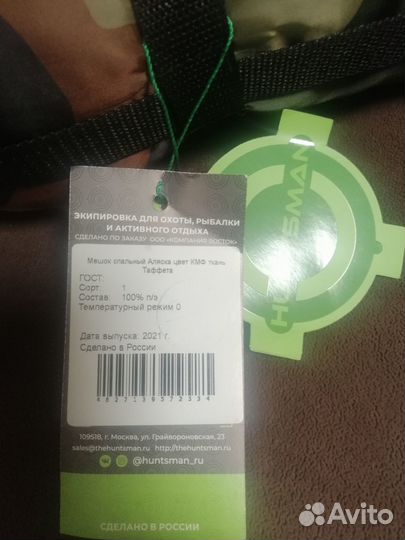 HUNTSMAN
ЭКИПИРОВКА ДЛЯ ОХОТЫ, РЫБАЛКИ
И АКТИВНОГО ОТДЫХА
СДЕЛАНО ПО ЗАКАЗУ: ООО «КОМПАНИЯ ВОСТОК»
Мешок спальный Аляска цвет КМФ ткань
Таффета
ГОСТ:
Сорт: 1
Состав: 100% п/э
Температурный режим 0
Дата выпуска: 2021 г.
Сделано в России
4627139572334
109518, г. Москва, ул. Грайвороновская, 23
sales@thehuntsman.ru http://thehuntsman.ru
@huntsman_ru
СДЕЛАНО В РОССИИ
Avito